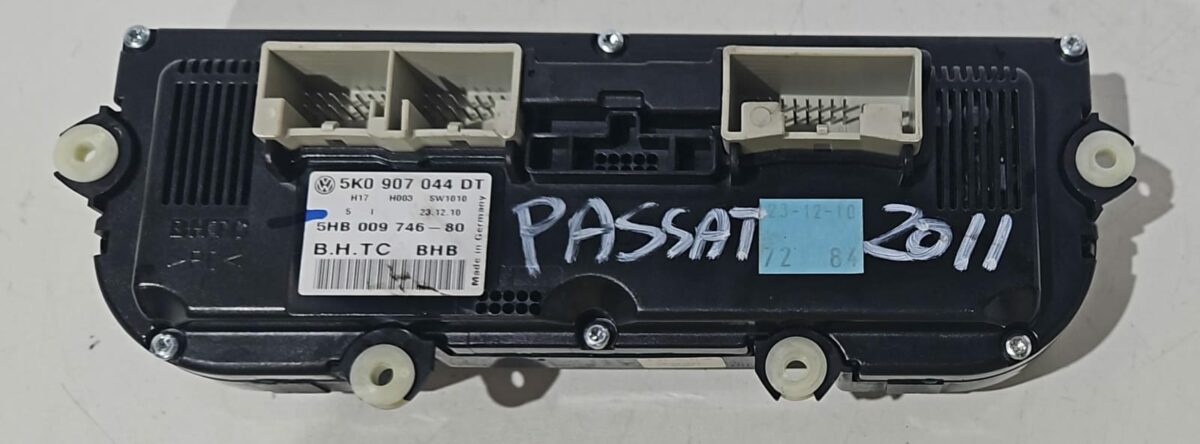 5K0 907 044 DT
H17 H003 SW1010
5 I 23.12.10
5HB 009 746-80
B.H.TC BHB
Made in Germany
PASSAT 2011
23-12-10
72 84
>PC<